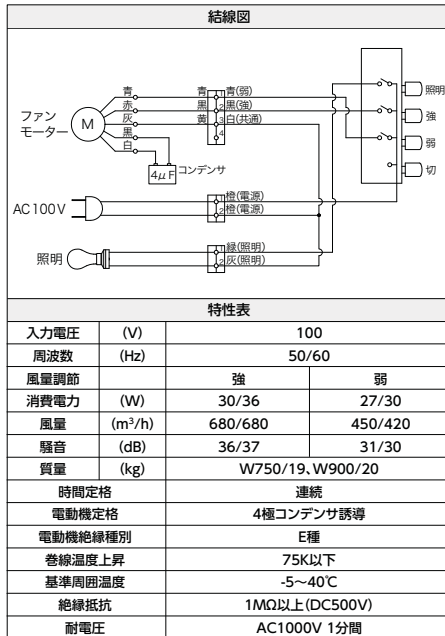 結線図
青 青 1 青(弱)
赤 黒 2 黒(強)
灰 黄 3 白(共通)
黒 4
白
ファン
モーター
M
4μF コンデンサ
照明
強
弱
切
AC100V
1 橙(電源)
2 橙(電源)
照明
1 緑(照明)
2 灰(照明)
特性表
入力電圧 (V) 100
周波数 (Hz) 50/60
風量調節 強 弱
消費電力 (W) 30/36 27/30
風量 (m³/h) 680/680 450/420
騒音 (dB) 36/37 31/30
質量 (kg) W750/19、W900/20
時間定格 連続
電動機定格 4極コンデンサ誘導
電動機絶縁種別 E種
巻線温度上昇 75K以下
基準周囲温度 -5～40℃
絶縁抵抗 1MΩ以上(DC500V)
耐電圧 AC1000V 1分間